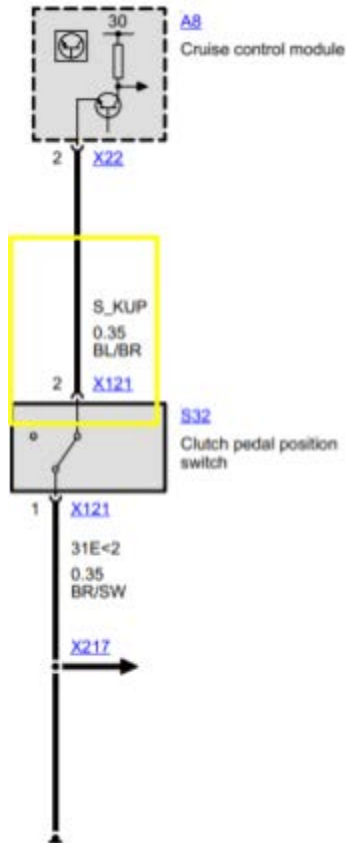 30
A8
Cruise control module
2 X22
S_KUP
0.35
BL/BR
2 X121
S32
Clutch pedal position
switch
1 X121
31E<2
0.35
BR/SW
X217